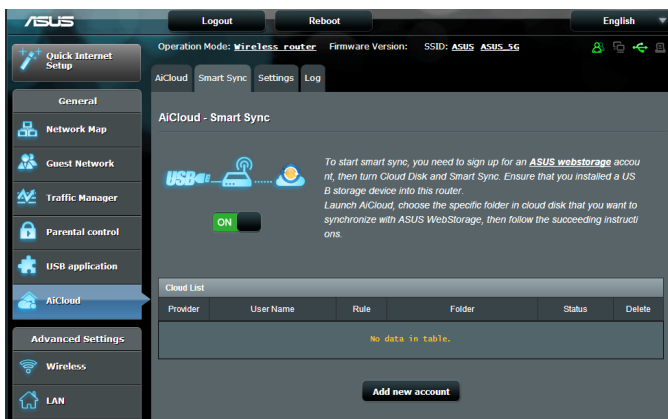 ASUS
Logout
Reboot
English
Quick Internet
Setup
Operation Mode: Wireless router Firmware Version: SSID: ASUS ASUS_5G
AiCloud Smart Sync Settings Log
General
Network Map
Guest Network
Traffic Manager
Parental control
USB application
AiCloud
Advanced Settings
Wireless
LAN
AiCloud - Smart Sync
USB
ON
To start smart sync, you need to sign up for an ASUS webstorage accou
nt, then turn Cloud Disk and Smart Sync. Ensure that you installed a US
B storage device into this router.
Launch AiCloud, choose the specific folder in cloud disk that you want to
synchronize with ASUS WebStorage, then follow the succeeding instructi
ons.
Cloud List
Provider User Name Rule Folder Status Delete
No data in table.
Add new account